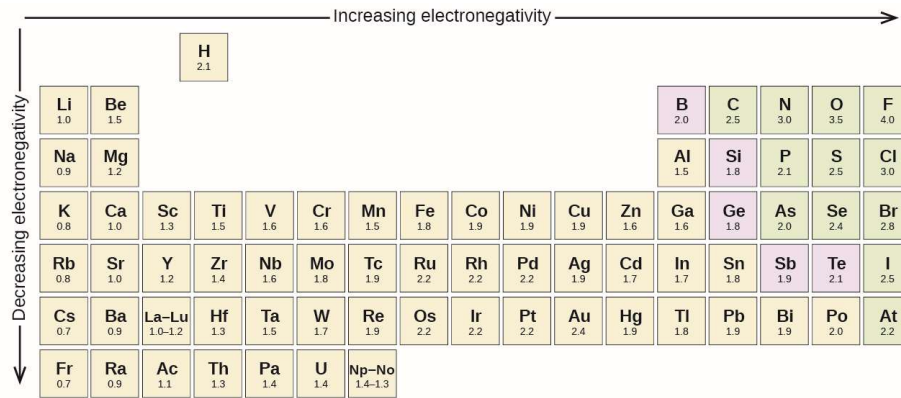 Increasing electronegativity
Decreasing electronegativity
H
2.1
Li Be B C N O F
1.0 1.5 2.0 2.5 3.0 3.5 4.0
Na Mg Al Si P S Cl
0.9 1.2 1.5 1.8 2.1 2.5 3.0
K Ca Sc Ti V Cr Mn Fe Co Ni Cu Zn Ga Ge As Se Br
0.8 1.0 1.3 1.5 1.6 1.6 1.5 1.8 1.9 1.9 1.9 1.6 1.6 1.8 2.0 2.4 2.8
Rb Sr Y Zr Nb Mo Tc Ru Rh Pd Ag Cd In Sn Sb Te I
0.8 1.0 1.2 1.4 1.6 1.8 1.9 2.2 2.2 2.2 1.9 1.7 1.7 1.8 1.9 2.1 2.5
Cs Ba La–Lu Hf Ta W Re Os Ir Pt Au Hg Tl Pb Bi Po At
0.7 0.9 1.0–1.2 1.3 1.5 1.7 1.9 2.2 2.2 2.2 2.4 1.9 1.8 1.9 1.9 2.0 2.2
Fr Ra Ac Th Pa U Np–No
0.7 0.9 1.1 1.3 1.4 1.4 1.4–1.3